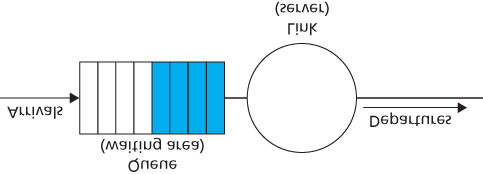 Queue
(waiting area)
Arrivals
Departures
Link
(server)